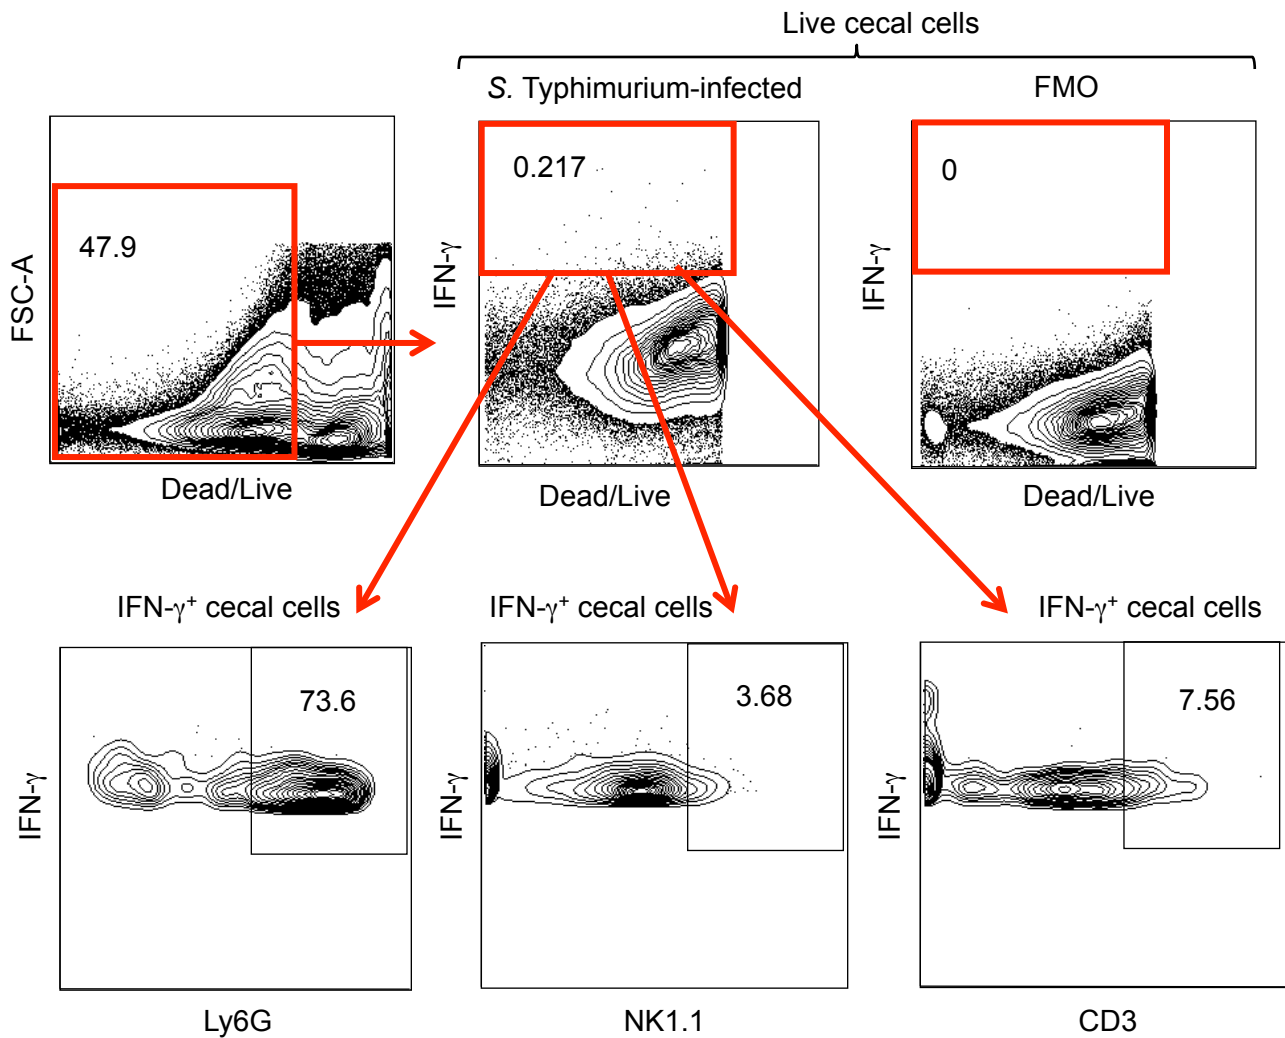 Live cecal cells
S. Typhimurium-infected
FMO
47.9
FSC-A
Dead/Live
0.217
IFN-γ
Dead/Live
0
IFN-γ
Dead/Live
IFN-γ⁺ cecal cells
IFN-γ⁺ cecal cells
IFN-γ⁺ cecal cells
73.6
IFN-γ
Ly6G
3.68
IFN-γ
NK1.1
7.56
IFN-γ
CD3